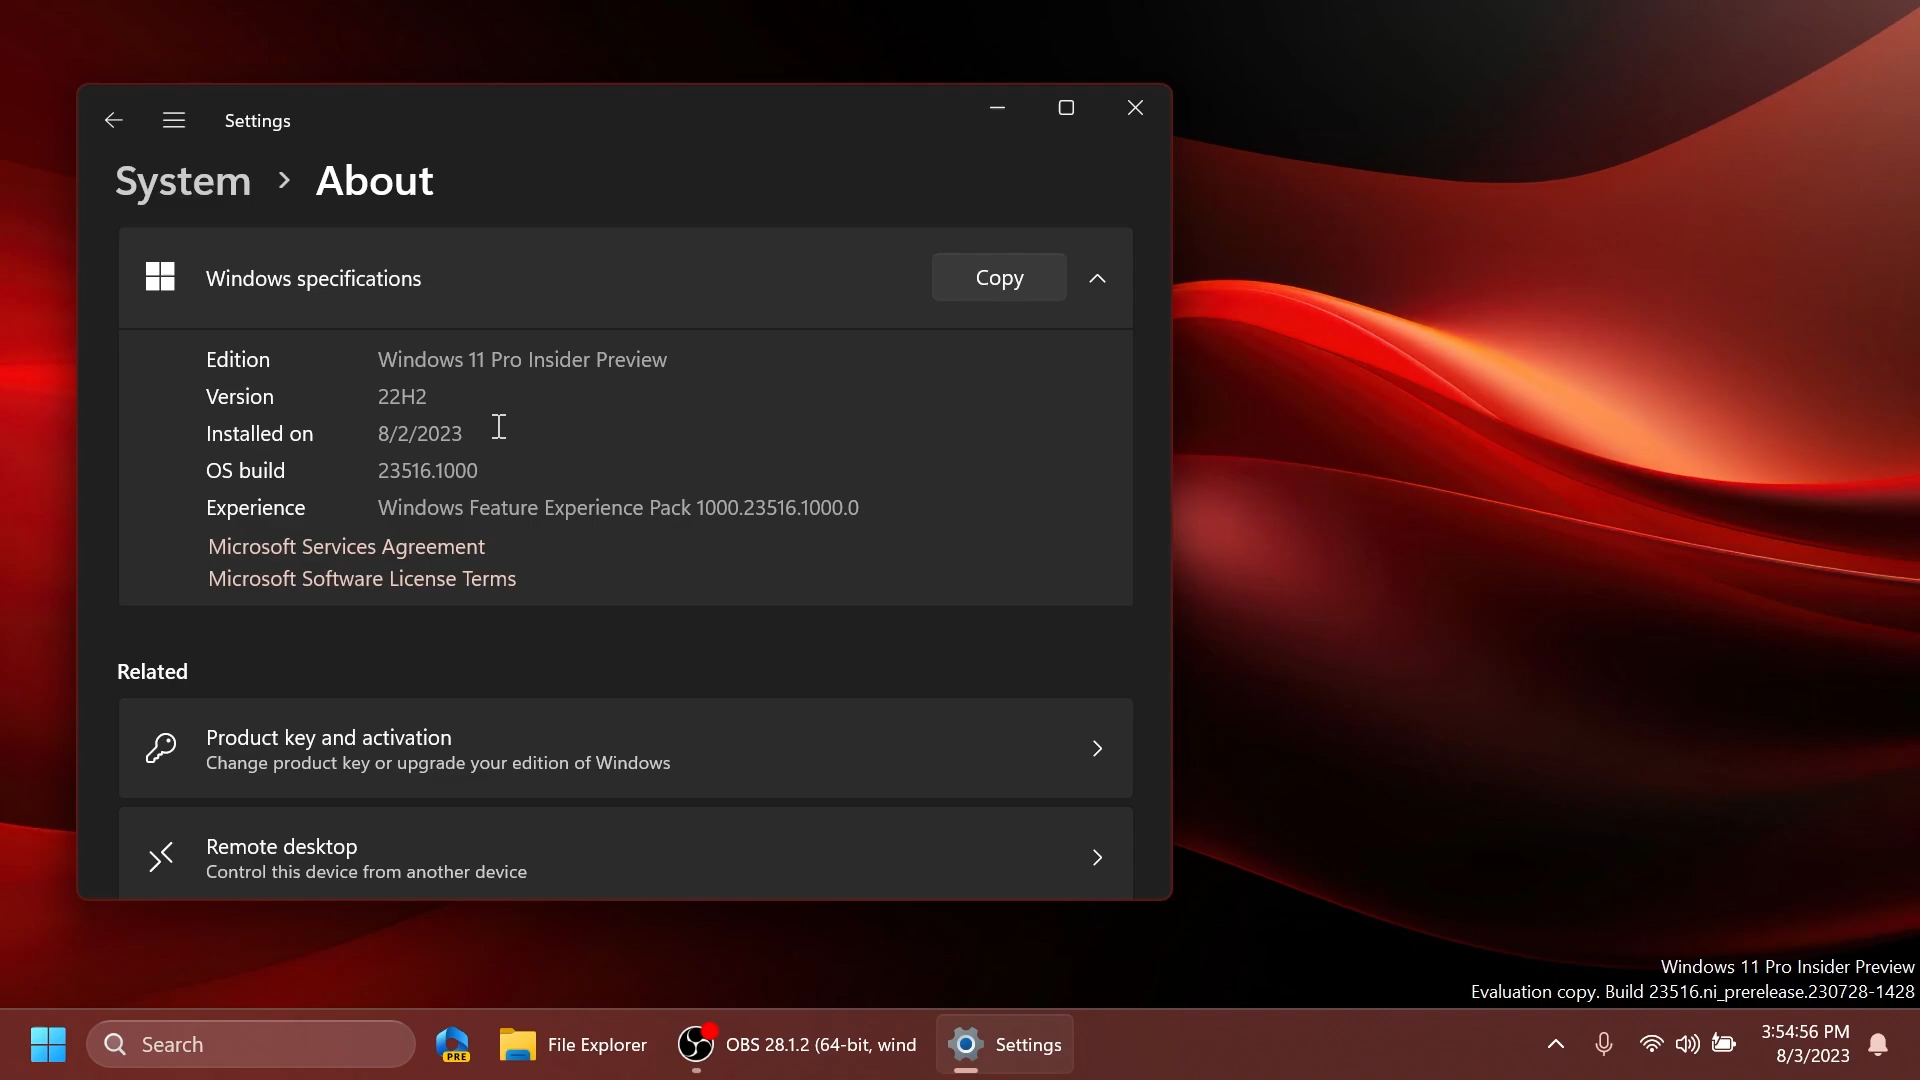 Settings
System > About
Windows specifications
Copy
Edition Windows 11 Pro Insider Preview
Version 22H2
Installed on 8/2/2023
OS build 23516.1000
Experience Windows Feature Experience Pack 1000.23516.1000.0
Microsoft Services Agreement
Microsoft Software License Terms
Related
Product key and activation
Change product key or upgrade your edition of Windows
Remote desktop
Control this device from another device
Windows 11 Pro Insider Preview
Evaluation copy. Build 23516.ni_prerelease.230728-1428
Search
PRE
File Explorer
OBS 28.1.2 (64-bit, wind
Settings
3:54:56 PM
8/3/2023